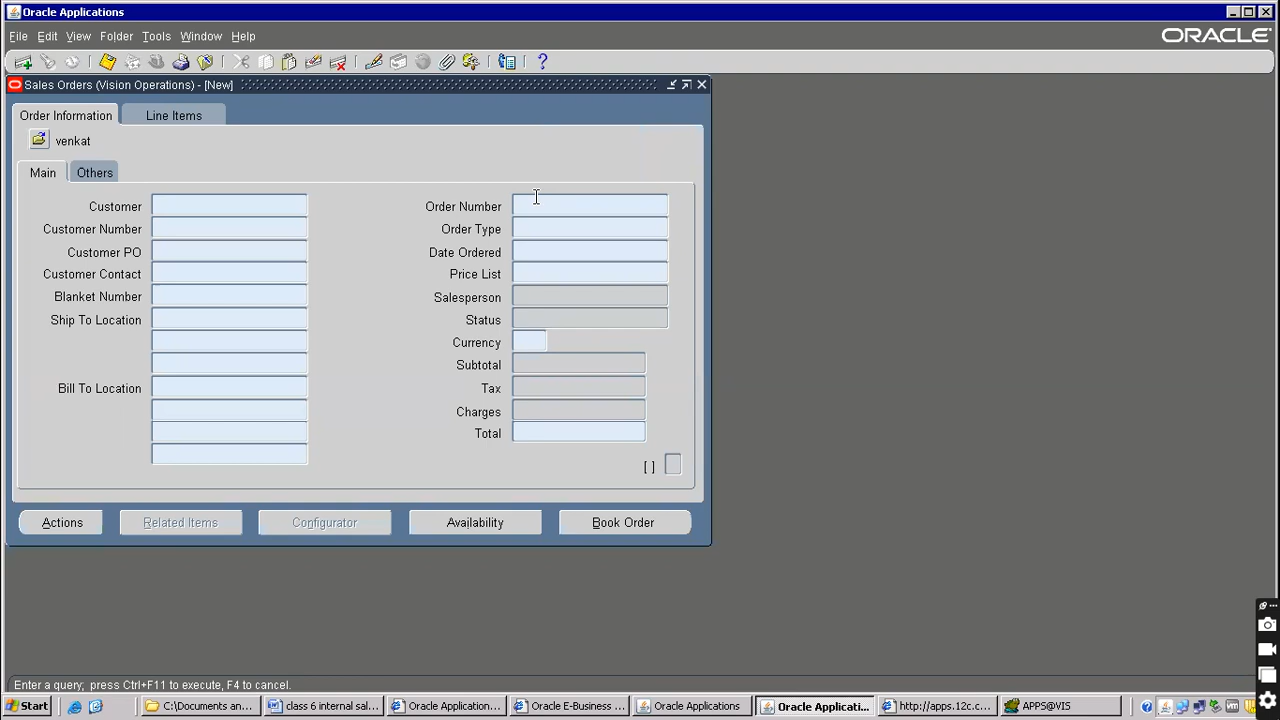 Oracle Applications
File Edit View Folder Tools Window Help
ORACLE
Sales Orders (Vision Operations) - [New]
Order Information Line Items
venkat
Main Others
Customer
Customer Number
Customer PO
Customer Contact
Blanket Number
Ship To Location
Bill To Location
Order Number
Order Type
Date Ordered
Price List
Salesperson
Status
Currency
Subtotal
Tax
Charges
Total
[ ]
Actions Related Items Configurator Availability Book Order
Enter a query; press Ctrl+F11 to execute, F4 to cancel.
Start C:\Documents an... class 6 internal sal... Oracle Application... Oracle E-business ... Oracle Applications Oracle Applicati... http://apps.12c.c... APPS@VIS